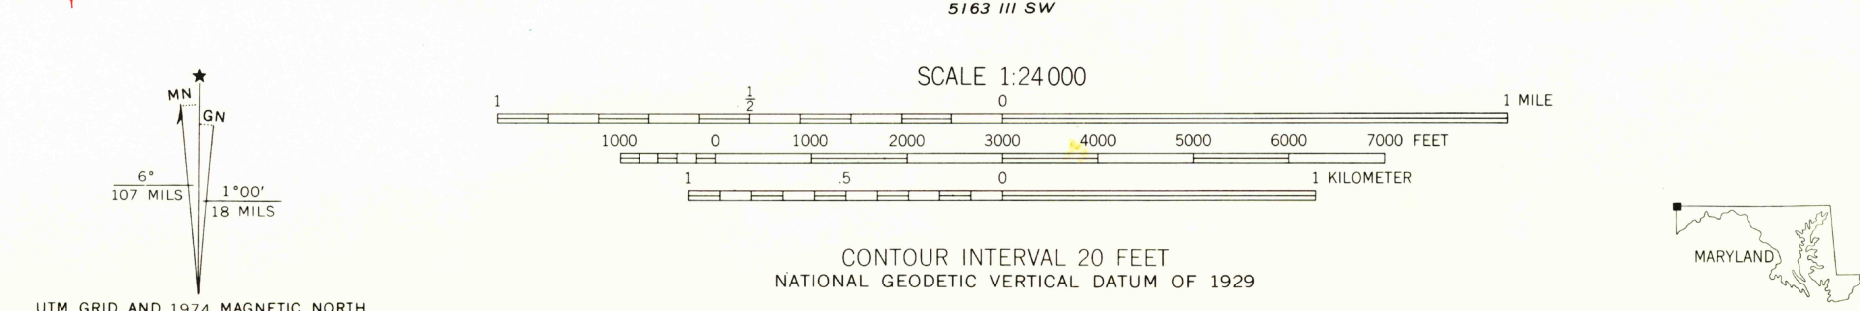 5163 III SW
SCALE 1:24 000
1 1/2 0 1 MILE
1000 0 1000 2000 3000 4000 5000 6000 7000 FEET
1 .5 0 1 KILOMETER
CONTOUR INTERVAL 20 FEET
NATIONAL GEODETIC VERTICAL DATUM OF 1929
MN
GN
6°
107 MILS
1°00′
18 MILS
UTM GRID AND 1974 MAGNETIC NORTH
MARYLAND